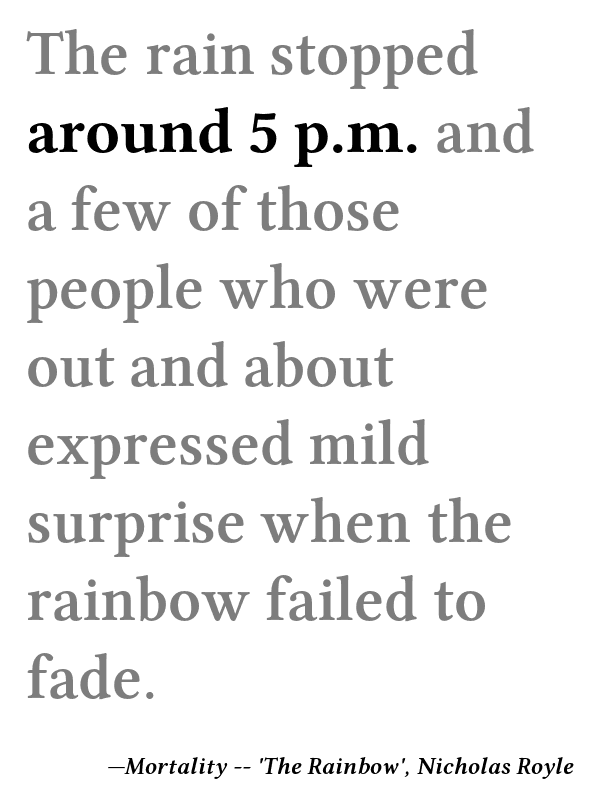 The rain stopped
around 5 p.m. and
a few of those
people who were
out and about
expressed mild
surprise when the
rainbow failed to
fade.
—Mortality -- 'The Rainbow', Nicholas Royle